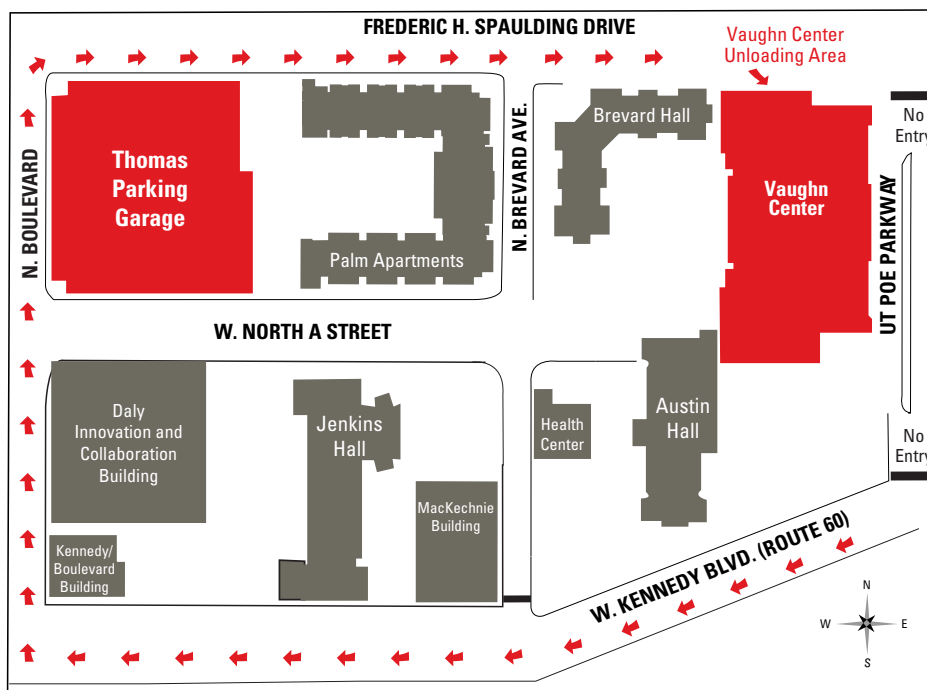 FREDERIC H. SPAULDING DRIVE
Vaughn Center
Unloading Area
N. BOULEVARD
Thomas
Parking
Garage
Palm Apartments
N. BREVARD AVE.
Brevard Hall
Vaughn
Center
No
Entry
UT POE PARKWAY
W. NORTH A STREET
Daly
Innovation and
Collaboration
Building
Jenkins
Hall
Health
Center
Austin
Hall
No
Entry
MacKechnie
Building
Kennedy/
Boulevard
Building
W. KENNEDY BLVD. (ROUTE 60)
N
W
E
S